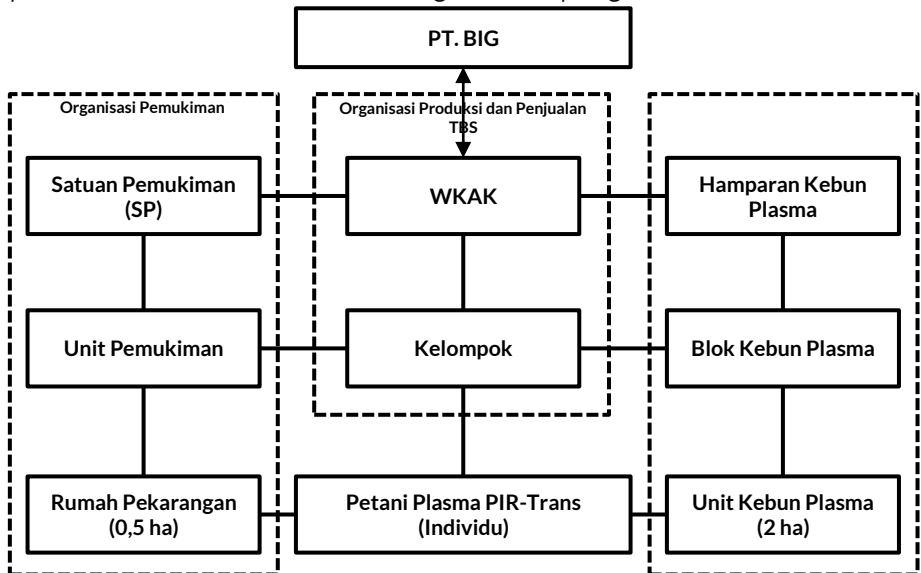 PT. BIG
Organisasi Pemukiman
Organisasi Produksi dan Penjualan
TBS
Satuan Pemukiman
(SP)
WKAK
Hamparan Kebun
Plasma
Unit Pemukiman
Kelompok
Blok Kebun Plasma
Rumah Pekarangan
(0,5 ha)
Petani Plasma PIR-Trans
(Individu)
Unit Kebun Plasma
(2 ha)